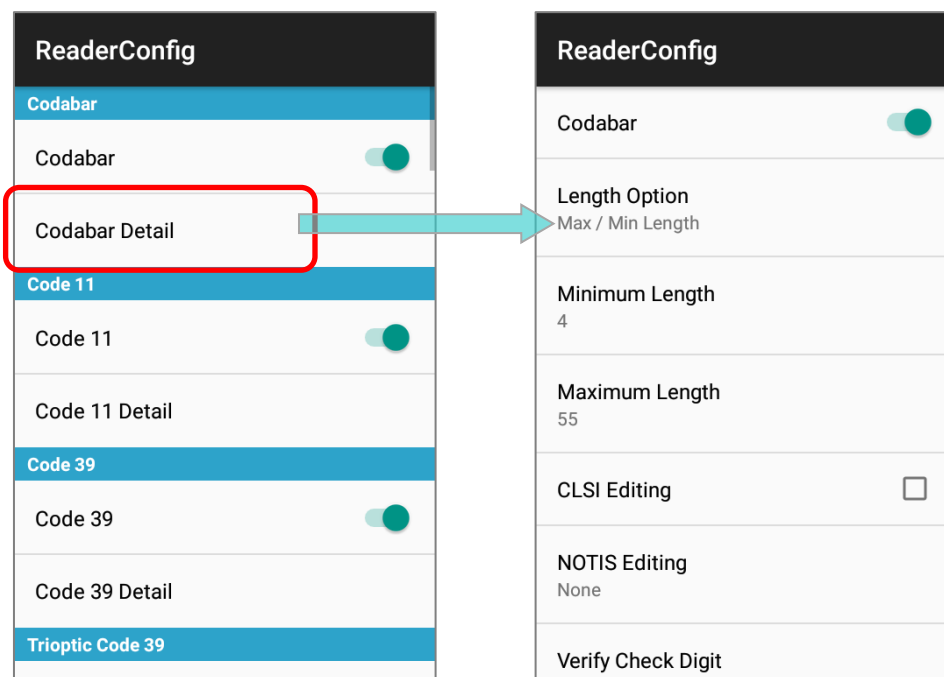 ReaderConfig
Codabar
Codabar
Codabar Detail
Code 11
Code 11
Code 11 Detail
Code 39
Code 39
Code 39 Detail
Trioptic Code 39
ReaderConfig
Codabar
Length Option
Max / Min Length
Minimum Length
4
Maximum Length
55
CLSI Editing
NOTIS Editing
None
Verify Check Digit